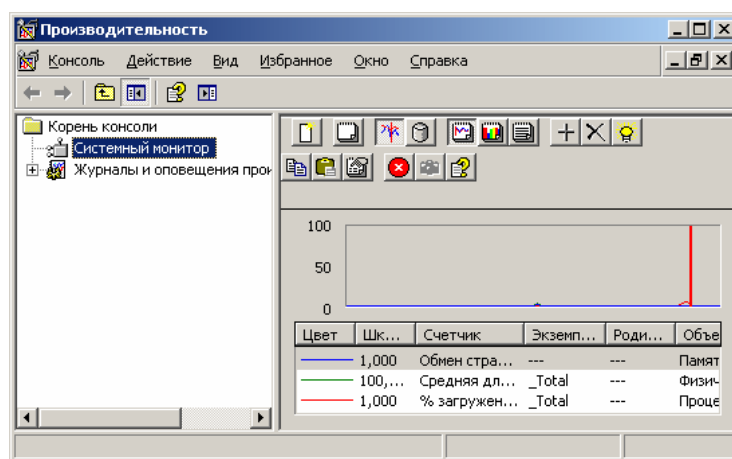 Производительность
Консоль Действие Вид Избранное Окно Справка
Корень консоли
Системный монитор
Журналы и оповещения прои
100
50
0
Цвет Шк... Счетчик Экземп... Роди... Объе
1,000 Обмен стра... --- --- Памят
100,... Средняя дл... _Total --- Физич
1,000 % загружен... _Total --- Проце